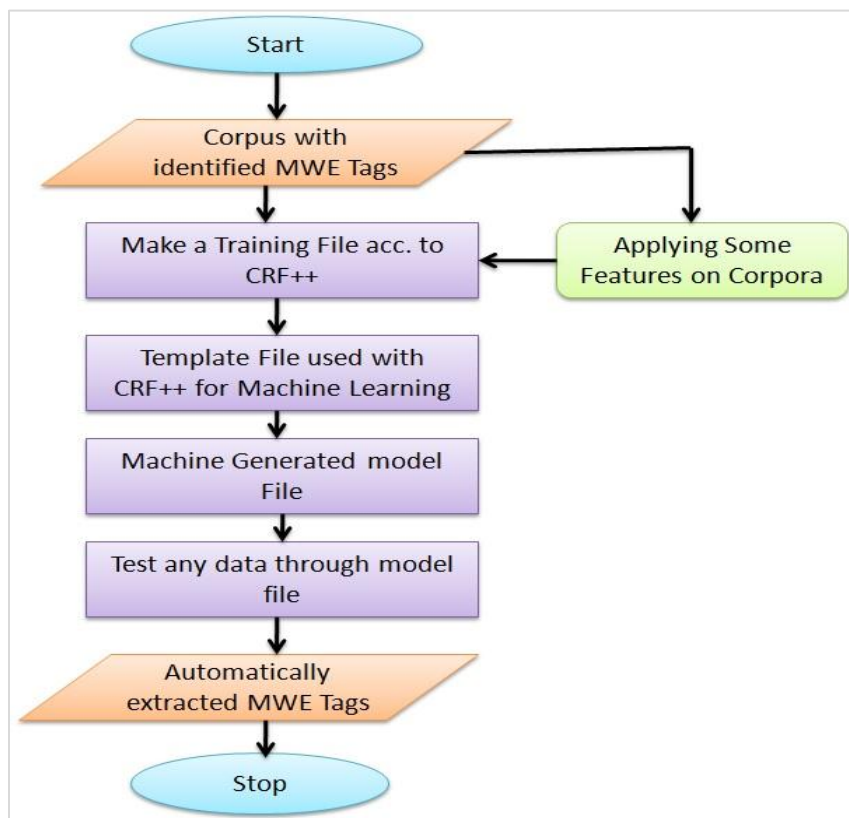 Start
Corpus with
identified MWE Tags
Make a Training File acc. to
CRF++
Applying Some
Features on Corpora
Template File used with
CRF++ for Machine Learning
Machine Generated model
File
Test any data through model
file
Automatically
extracted MWE Tags
Stop